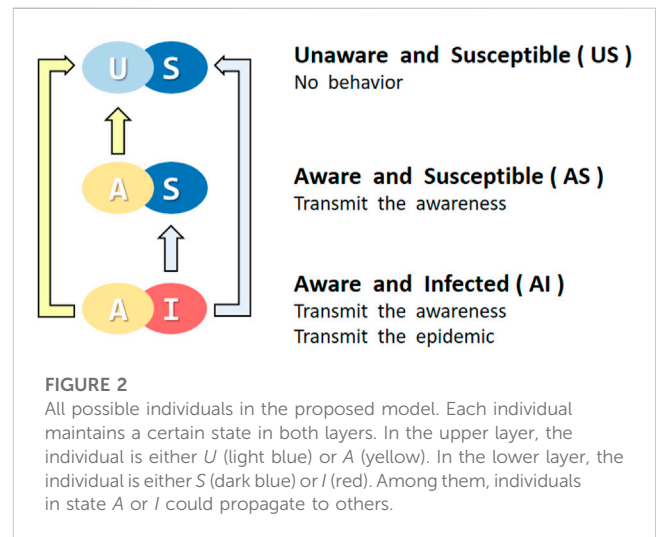 U S
Unaware and Susceptible ( US )
No behavior
A S
Aware and Susceptible ( AS )
Transmit the awareness
A I
Aware and Infected ( AI )
Transmit the awareness
Transmit the epidemic
FIGURE 2
All possible individuals in the proposed model. Each individual
maintains a certain state in both layers. In the upper layer, the
individual is either U (light blue) or A (yellow). In the lower layer, the
individual is either S (dark blue) or I (red). Among them, individuals
in state A or I could propagate to others.